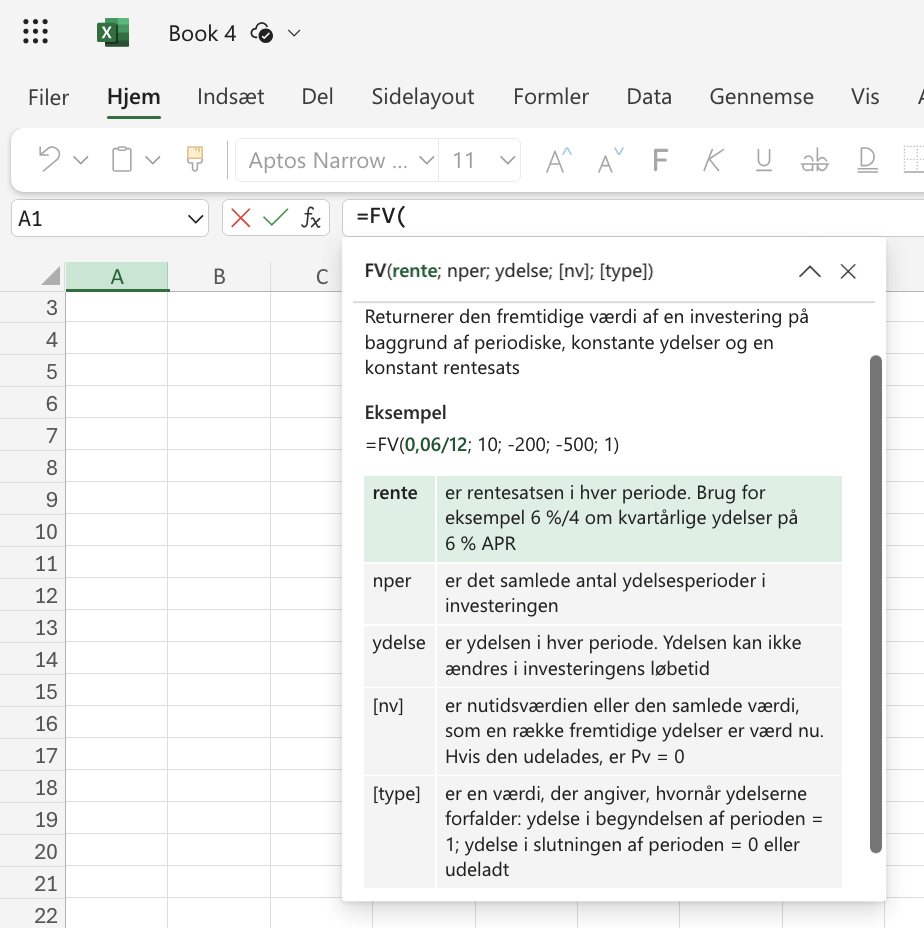 Book 4
Filer Hjem Indsæt Del Sidelayout Formler Data Gennemse Vis
Aptos Narrow ... 11 A A F K U ab D
A1 fx =FV(
A B C
FV(rente; nper; ydelse; [nv]; [type])
Returnerer den fremtidige værdi af en investering på
baggrund af periodiske, konstante ydelser og en
konstant rentesats
Eksempel
=FV(0,06/12; 10; -200; -500; 1)
rente er rentesatsen i hver periode. Brug for
eksempel 6 %/4 om kvartårlige ydelser på
6 % APR
nper er det samlede antal ydelsesperioder i
investeringen
ydelse er ydelsen i hver periode. Ydelsen kan ikke
ændres i investeringens løbetid
[nv] er nutidsværdien eller den samlede værdi,
som en række fremtidige ydelser er værd nu.
Hvis den udelades, er Pv = 0
[type] er en værdi, der angiver, hvornår ydelserne
forfalder: ydelse i begyndelsen af perioden =
1; ydelse i slutningen af perioden = 0 eller
udeladt
3
4
5
6
7
8
9
10
11
12
13
14
15
16
17
18
19
20
21
22